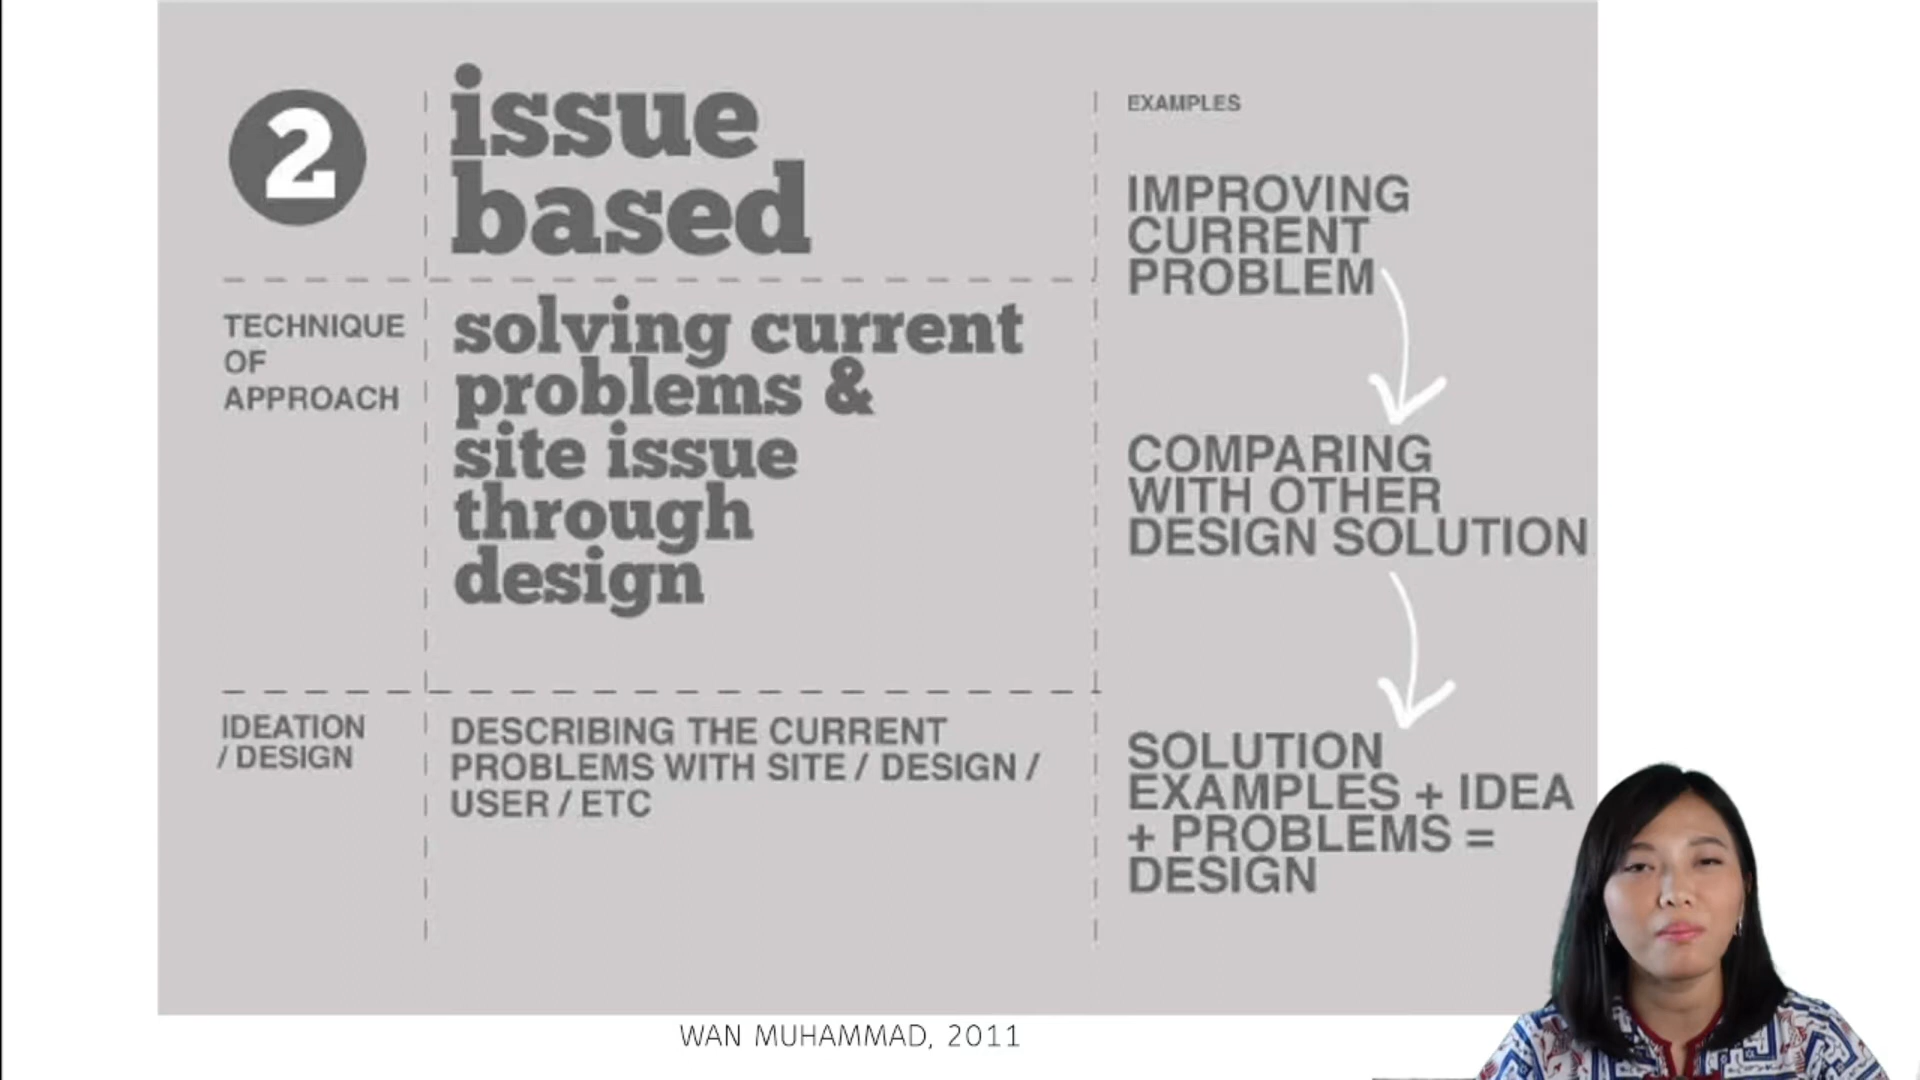 2
issue
based
TECHNIQUE
OF
APPROACH
solving current
problems &
site issue
through
design
IDEATION
/ DESIGN
DESCRIBING THE CURRENT
PROBLEMS WITH SITE / DESIGN /
USER / ETC
EXAMPLES
IMPROVING
CURRENT
PROBLEM
COMPARING
WITH OTHER
DESIGN SOLUTION
SOLUTION
EXAMPLES + IDEA
+ PROBLEMS =
DESIGN
WAN MUHAMMAD, 2011